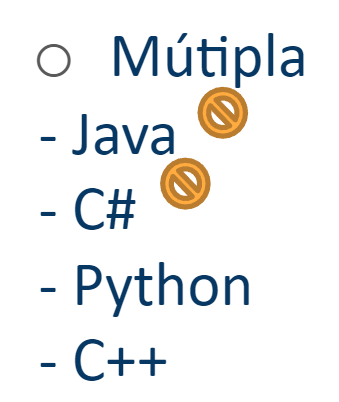 ○ Mútipla
- Java
- C#
- Python
- C++